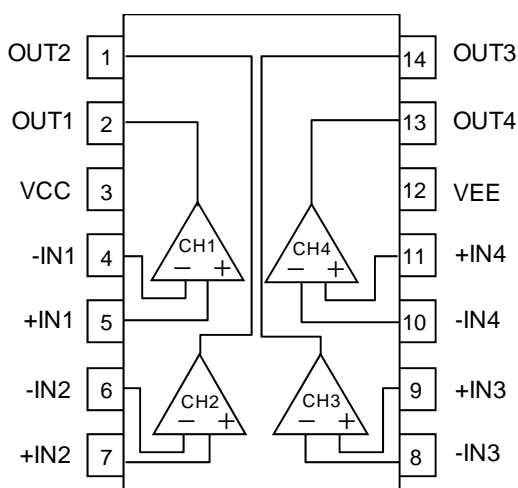 OUT2 1 14 OUT3
OUT1 2 13 OUT4
VCC 3 12 VEE
-IN1 4 CH1 CH4 11 +IN4
- + - +
+IN1 5 10 -IN4
-IN2 6 CH2 CH3 9 +IN3
- + - +
+IN2 7 8 -IN3